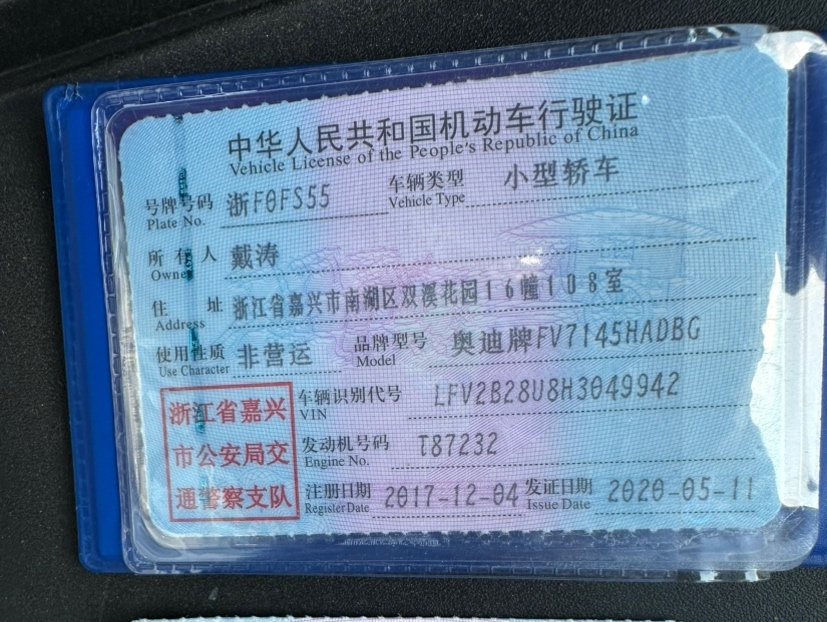 中华人民共和国机动车行驶证
Vehicle License of the People's Republic of China
号牌号码 浙F0FS55 车辆类型 小型轿车
Plate No. Vehicle Type
所有人 戴涛
Owner
住址 浙江省嘉兴市南湖区双溪花园16幢108室
Address
使用性质 非营运 品牌型号 奥迪牌FV7145HADBG
Use Character Model
浙江省嘉兴
市公安局交
通警察支队
车辆识别代号 LFV2B28U8H3049942
VIN
发动机号码 T87232
Engine No.
注册日期 2017-12-04 发证日期 2020-05-11
Register Date Issue Date